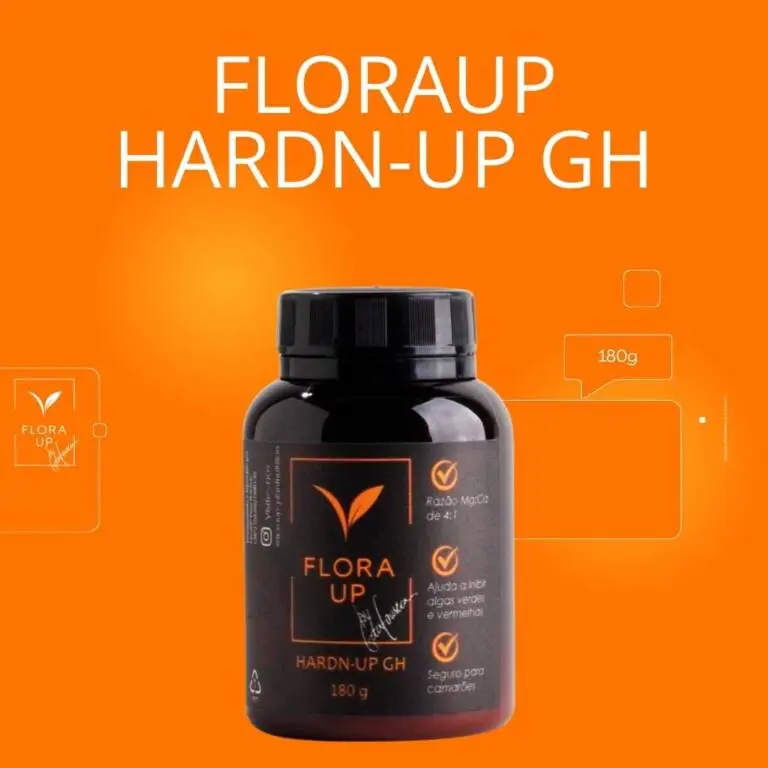 FLORAUP
HARDN-UP GH
180g
FLORA
UP
FLORA
UP
by
HARDN-UP GH
180 g
Razão Mg:Ca
de 4:1
Ajuda a inibir
algas verdes
e vermelhas
Seguro para
camarões